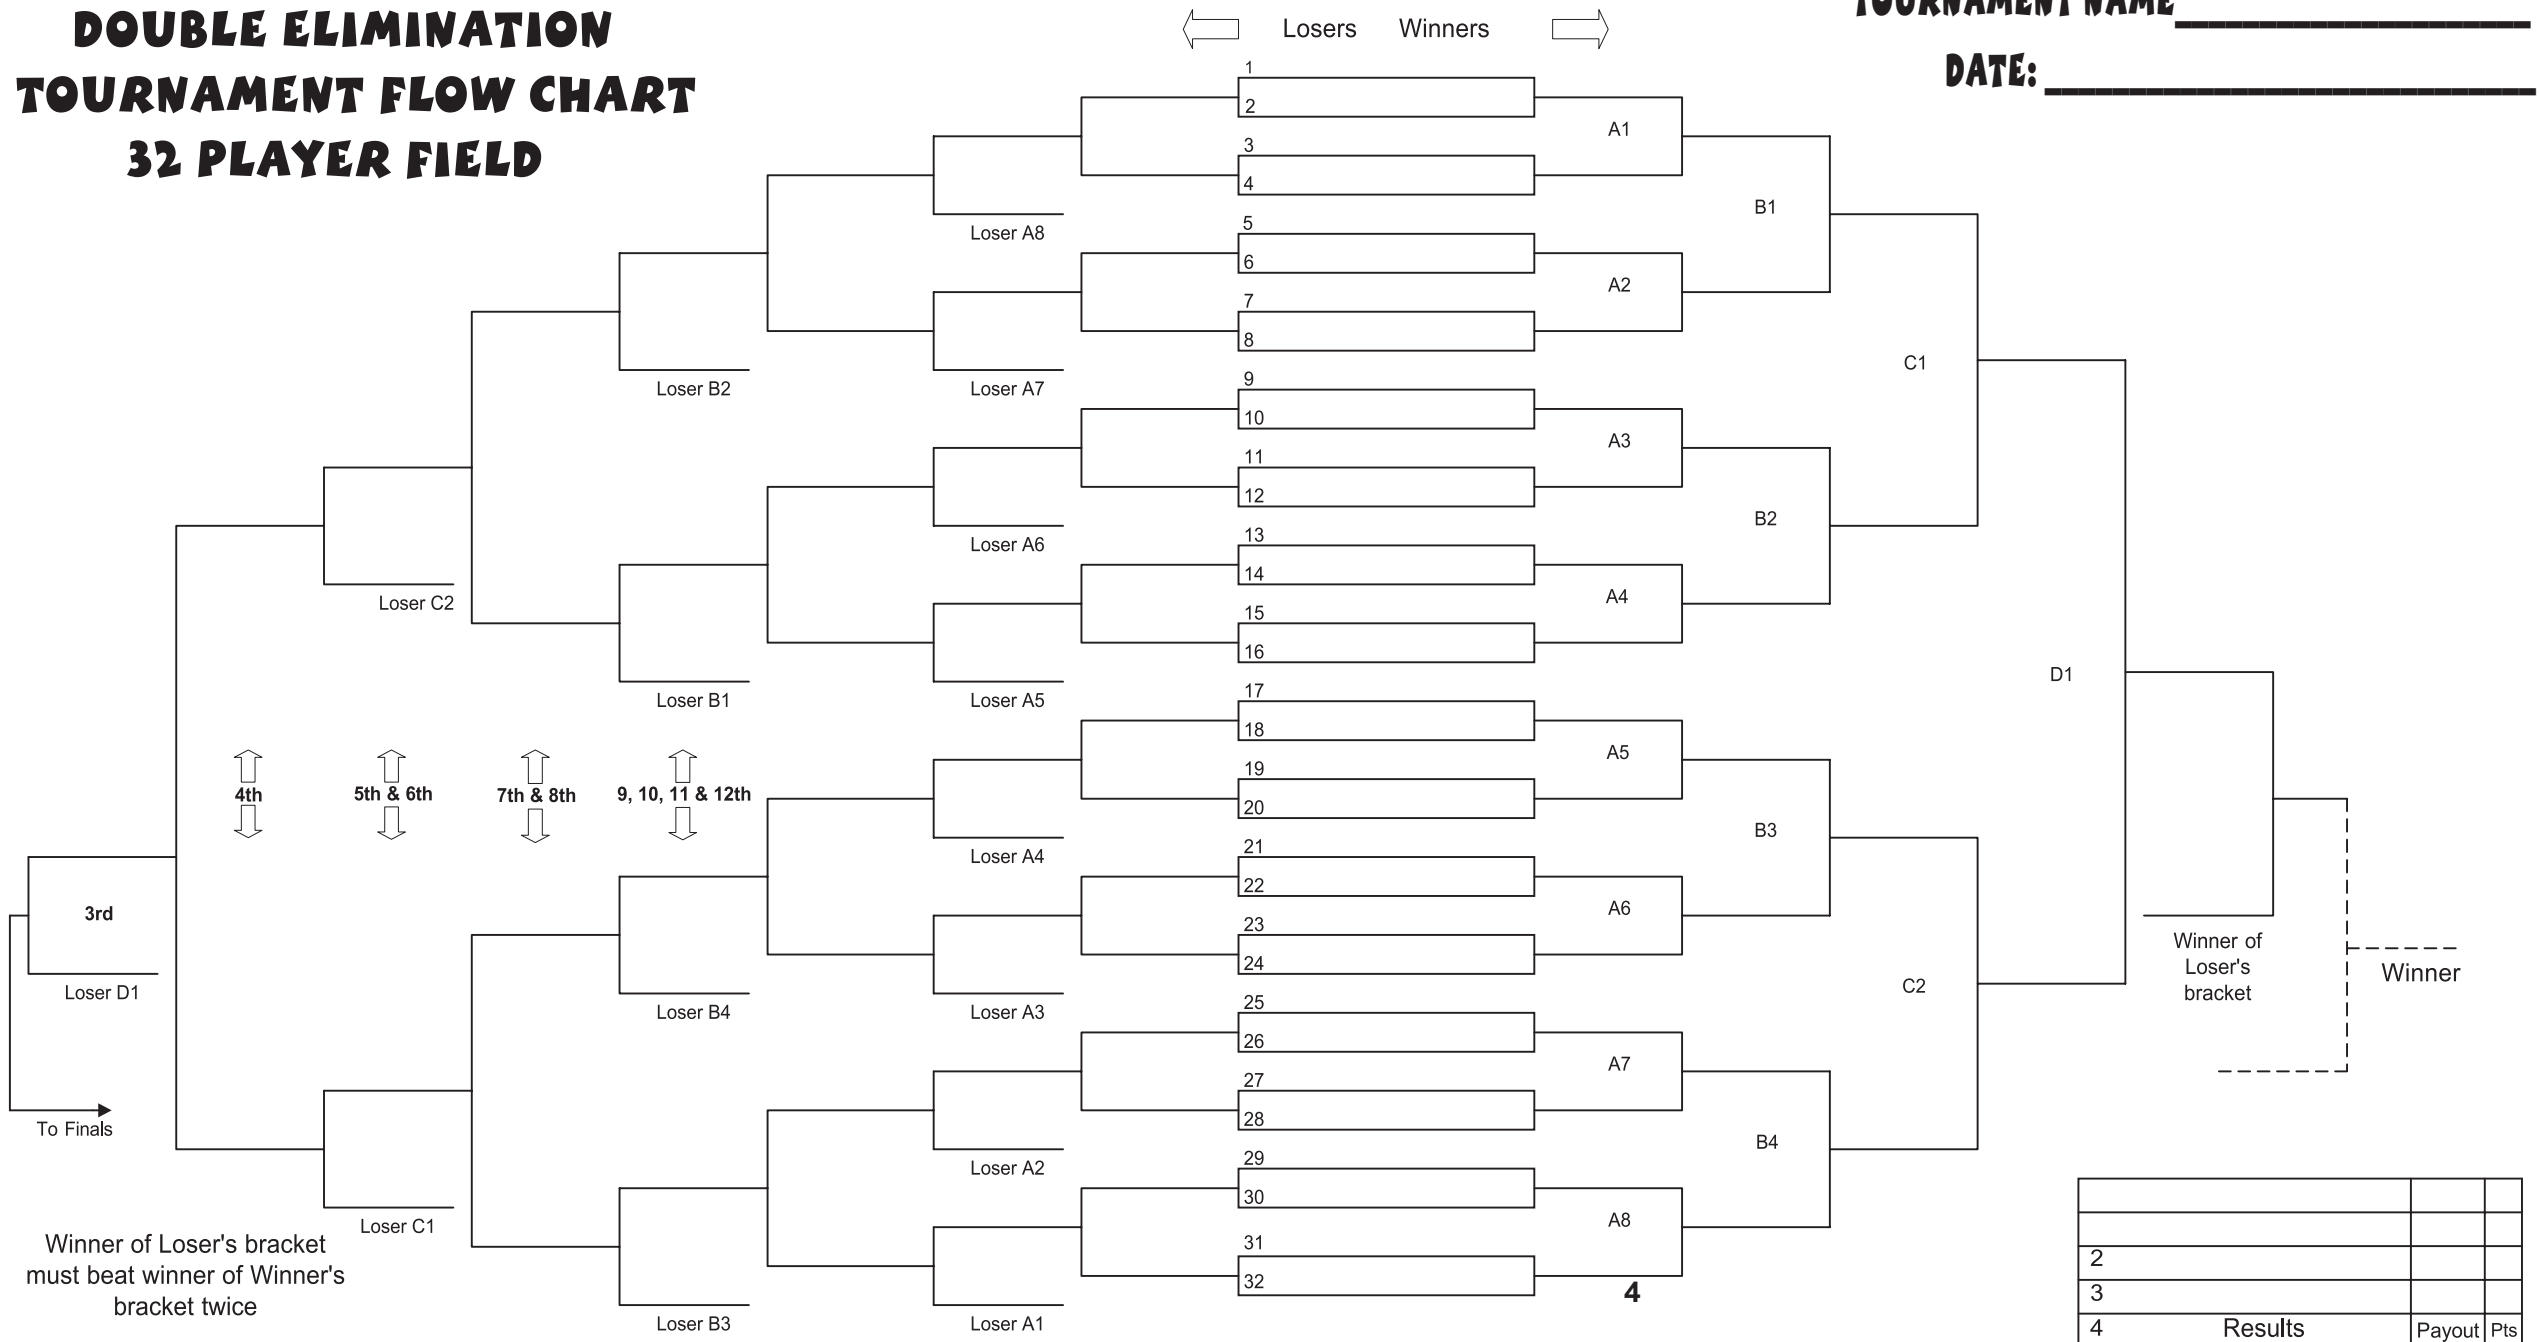 DOUBLE ELIMINATION
TOURNAMENT FLOW CHART
32 PLAYER FIELD
Losers Winners
TOURNAMENT NAME____________________
DATE: ____________________________
1
2
3
4
5
6
7
8
9
10
11
12
13
14
15
16
17
18
19
20
21
22
23
24
25
26
27
28
29
30
31
32
A1
A2
A3
A4
A5
A6
A7
A8
4
B1
B2
B3
B4
C1
C2
D1
Winner of
Loser's
bracket
Winner
Loser A8
Loser A7
Loser A6
Loser A5
Loser A4
Loser A3
Loser A2
Loser A1
Loser B2
Loser B1
Loser B4
Loser B3
Loser C2
Loser C1
4th
5th & 6th
7th & 8th
9, 10, 11 & 12th
3rd
Loser D1
To Finals
Winner of Loser's bracket
must beat winner of Winner's
bracket twice
2
3
4 Results Payout Pts